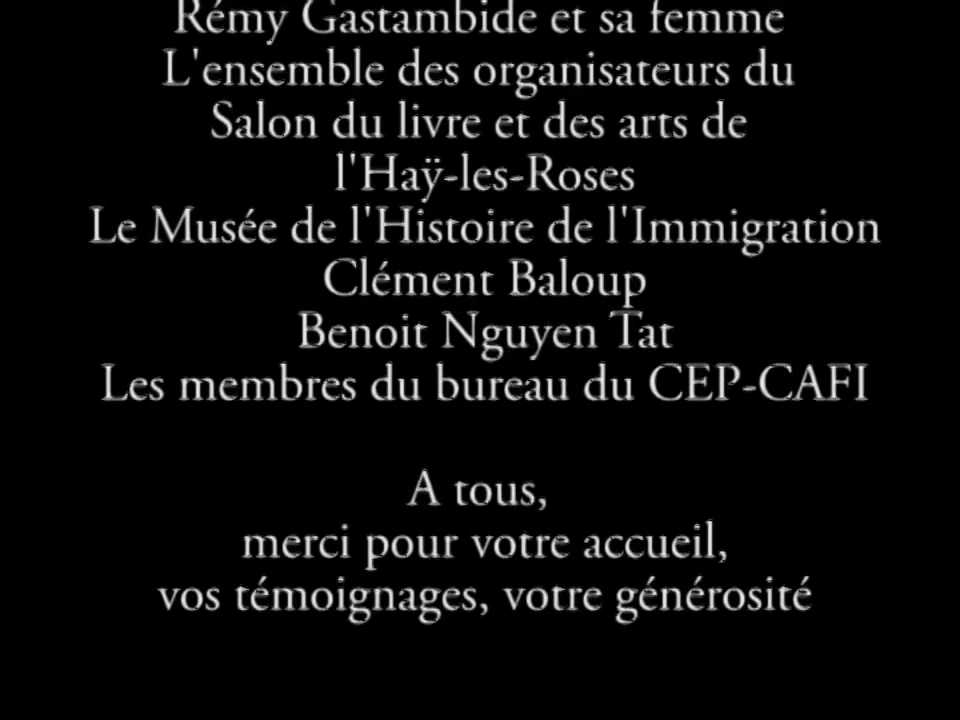 Rémy Gastambide et sa femme
L'ensemble des organisateurs du
Salon du livre et des arts de
l'Haÿ-les-Roses
Le Musée de l'Histoire de l'Immigration
Clément Baloup
Benoit Nguyen Tat
Les membres du bureau du CEP-CAFI
A tous,
merci pour votre accueil,
vos témoignages, votre générosité